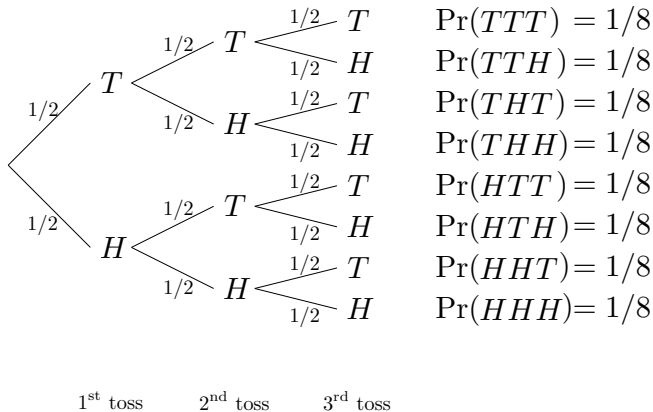 1/2 T Pr(TTT) = 1/8
1/2 T
1/2 H Pr(TTH) = 1/8
T
1/2 1/2 T Pr(THT) = 1/8
1/2 H
1/2 H Pr(THH) = 1/8
1/2 T Pr(HTT) = 1/8
1/2 T
1/2 1/2 H Pr(HTH) = 1/8
H
1/2 T Pr(HHT) = 1/8
1/2 H
1/2 H Pr(HHH) = 1/8
1st toss 2nd toss 3rd toss